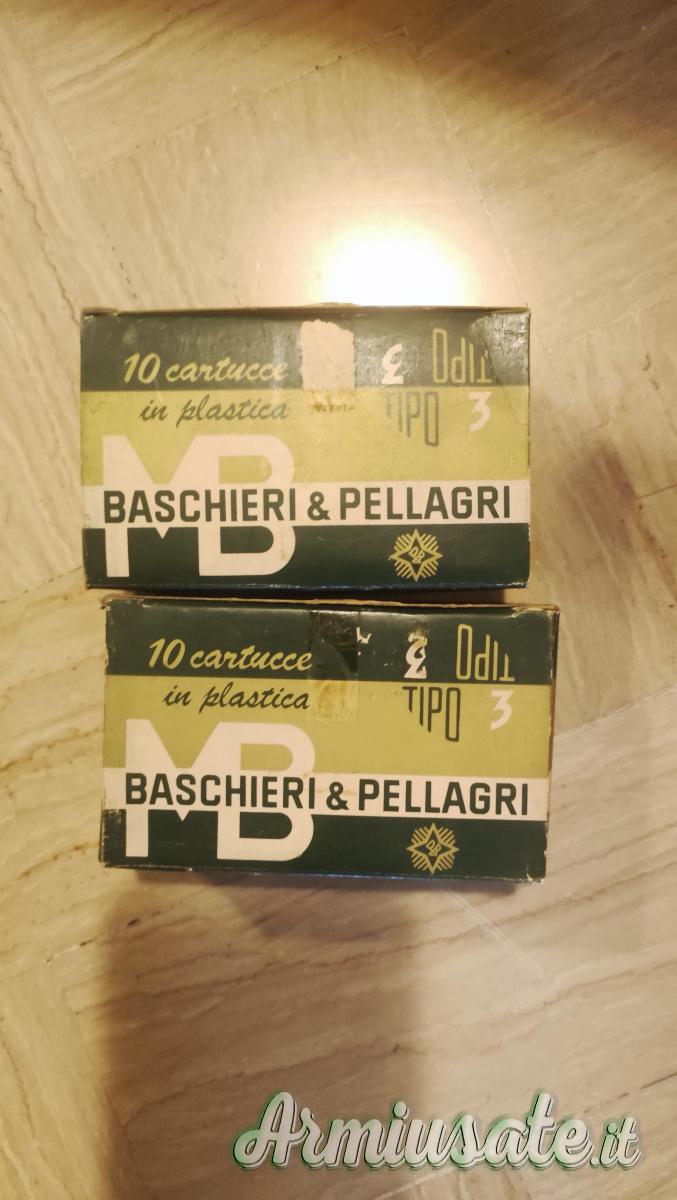 10 cartucce
3 TIPO
in plastica
TIPO 3
MB
BASCHIERI & PELLAGRI
10 cartucce
3 TIPO
in plastica
TIPO 3
MB
BASCHIERI & PELLAGRI
Armiusate.it